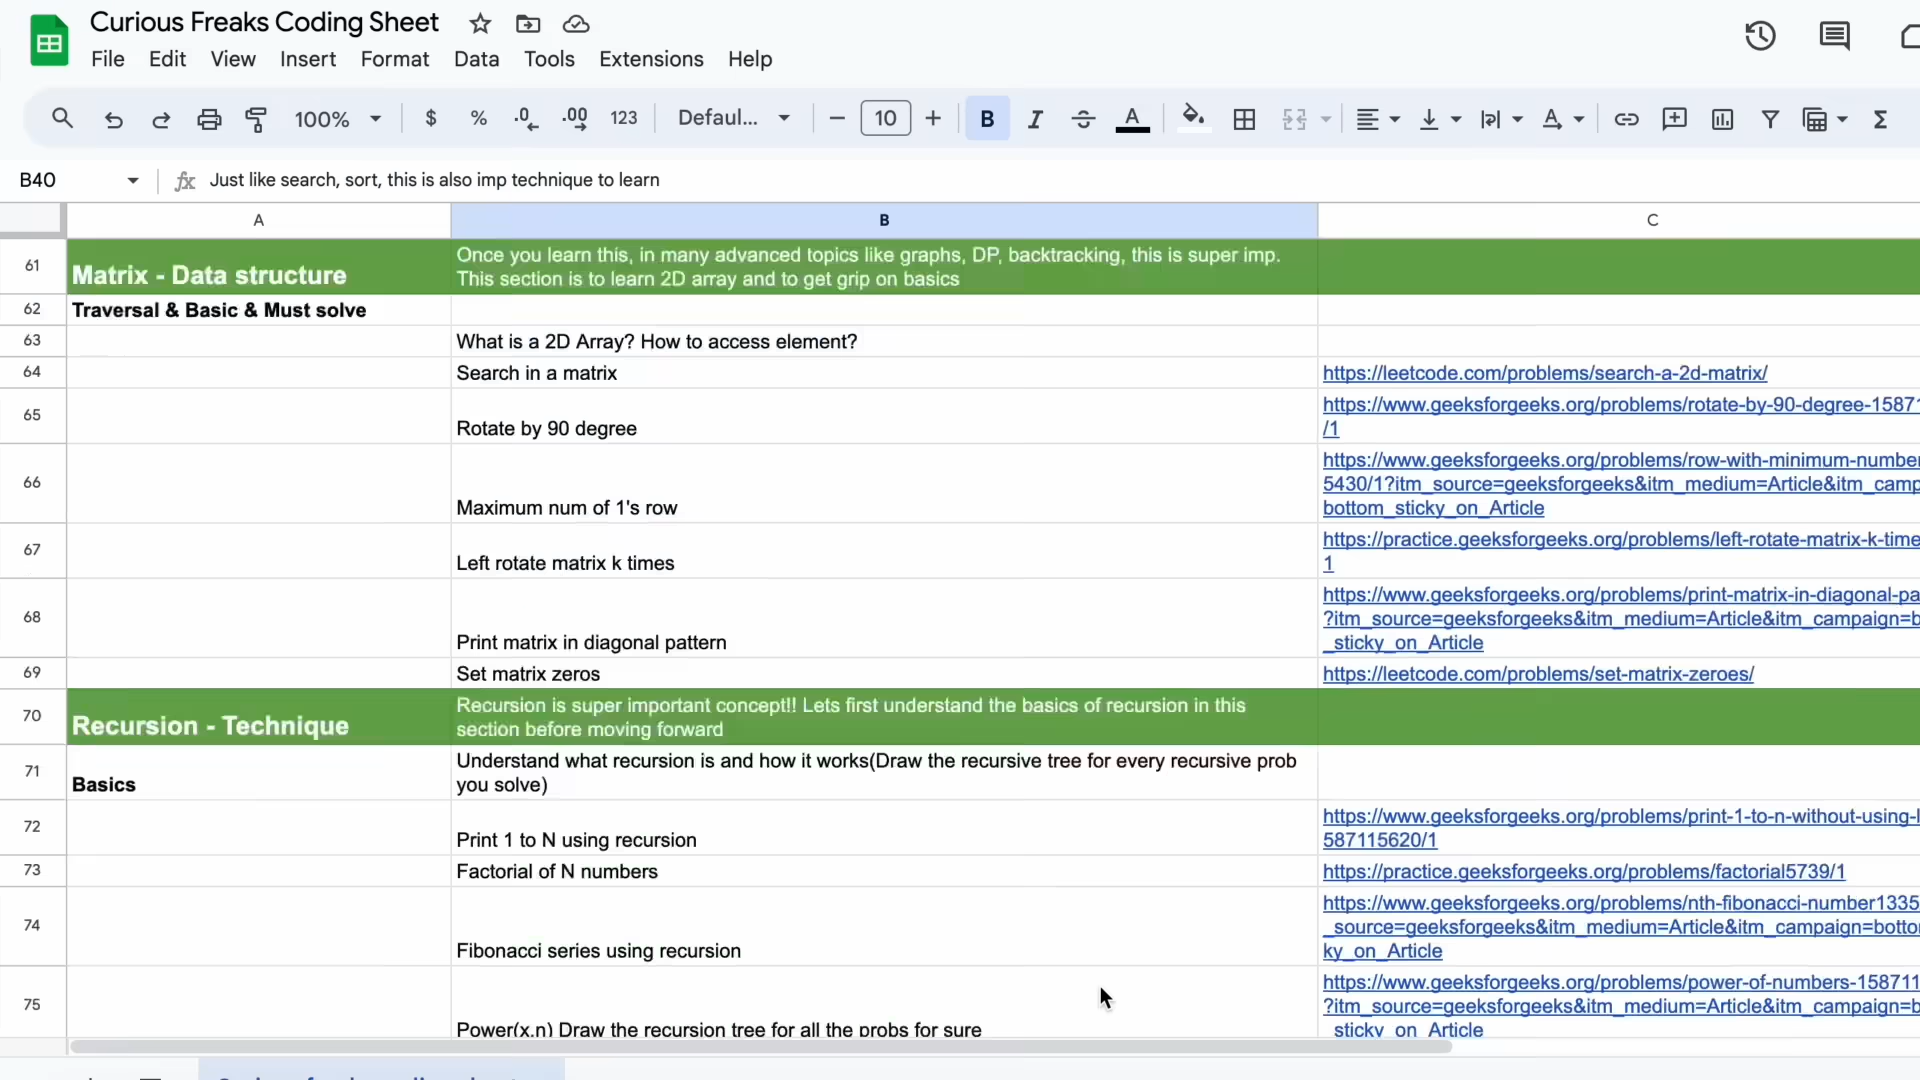 Curious Freaks Coding Sheet
File Edit View Insert Format Data Tools Extensions Help
100% $ % .0 .00 123 Defaul... 10 B I A A Σ
B40 fx Just like search, sort, this is also imp technique to learn
A B C
61 Matrix - Data structure Once you learn this, in many advanced topics like graphs, DP, backtracking, this is super imp.
This section is to learn 2D array and to get grip on basics
62 Traversal & Basic & Must solve
63 What is a 2D Array? How to access element?
64 Search in a matrix https://leetcode.com/problems/search-a-2d-matrix/
65 Rotate by 90 degree https://www.geeksforgeeks.org/problems/rotate-by-90-degree-1587
/1
66 Maximum num of 1's row https://www.geeksforgeeks.org/problems/row-with-minimum-number
5430/1?itm_source=geeksforgeeks&itm_medium=Article&itm_camp
bottom_sticky_on_Article
67 Left rotate matrix k times https://practice.geeksforgeeks.org/problems/left-rotate-matrix-k-time
1
68 Print matrix in diagonal pattern https://www.geeksforgeeks.org/problems/print-matrix-in-diagonal-pa
?itm_source=geeksforgeeks&itm_medium=Article&itm_campaign=b
_sticky_on_Article
69 Set matrix zeros https://leetcode.com/problems/set-matrix-zeroes/
70 Recursion - Technique Recursion is super important concept!! Lets first understand the basics of recursion in this
section before moving forward
71 Basics Understand what recursion is and how it works(Draw the recursive tree for every recursive prob
you solve)
72 Print 1 to N using recursion https://www.geeksforgeeks.org/problems/print-1-to-n-without-using-l
587115620/1
73 Factorial of N numbers https://practice.geeksforgeeks.org/problems/factorial5739/1
74 Fibonacci series using recursion https://www.geeksforgeeks.org/problems/nth-fibonacci-number1335
_source=geeksforgeeks&itm_medium=Article&itm_campaign=botto
ky_on_Article
75 Power(x,n) Draw the recursion tree for all the probs for sure https://www.geeksforgeeks.org/problems/power-of-numbers-158711
?itm_source=geeksforgeeks&itm_medium=Article&itm_campaign=b
_sticky_on_Article